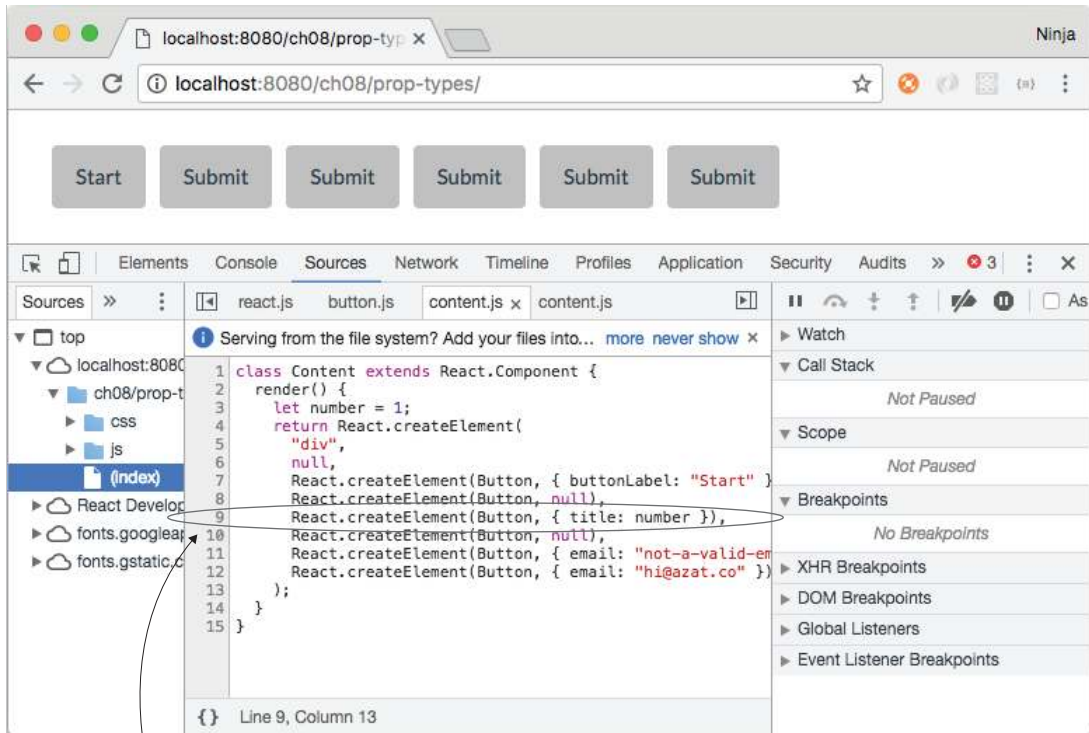 localhost:8080/ch08/prop-typ ×
Ninja
localhost:8080/ch08/prop-types/
Start Submit Submit Submit Submit Submit
Elements Console Sources Network Timeline Profiles Application Security Audits » 3
Sources »
react.js button.js content.js × content.js
As
Serving from the file system? Add your files into... more never show ×
top
localhost:8080
ch08/prop-t
css
js
(index)
React Develop
fonts.googleap
fonts.gstatic.c
1 class Content extends React.Component {
2 render() {
3 let number = 1;
4 return React.createElement(
5 "div",
6 null,
7 React.createElement(Button, { buttonLabel: "Start" }
8 React.createElement(Button, null),
9 React.createElement(Button, { title: number }),
10 React.createElement(Button, null),
11 React.createElement(Button, { email: "not-a-valid-em
12 React.createElement(Button, { email: "hi@azat.co" })
13 );
14 }
15 }
{} Line 9, Column 13
Watch
Call Stack
Not Paused
Scope
Not Paused
Breakpoints
No Breakpoints
XHR Breakpoints
DOM Breakpoints
Global Listeners
Event Listener Breakpoints